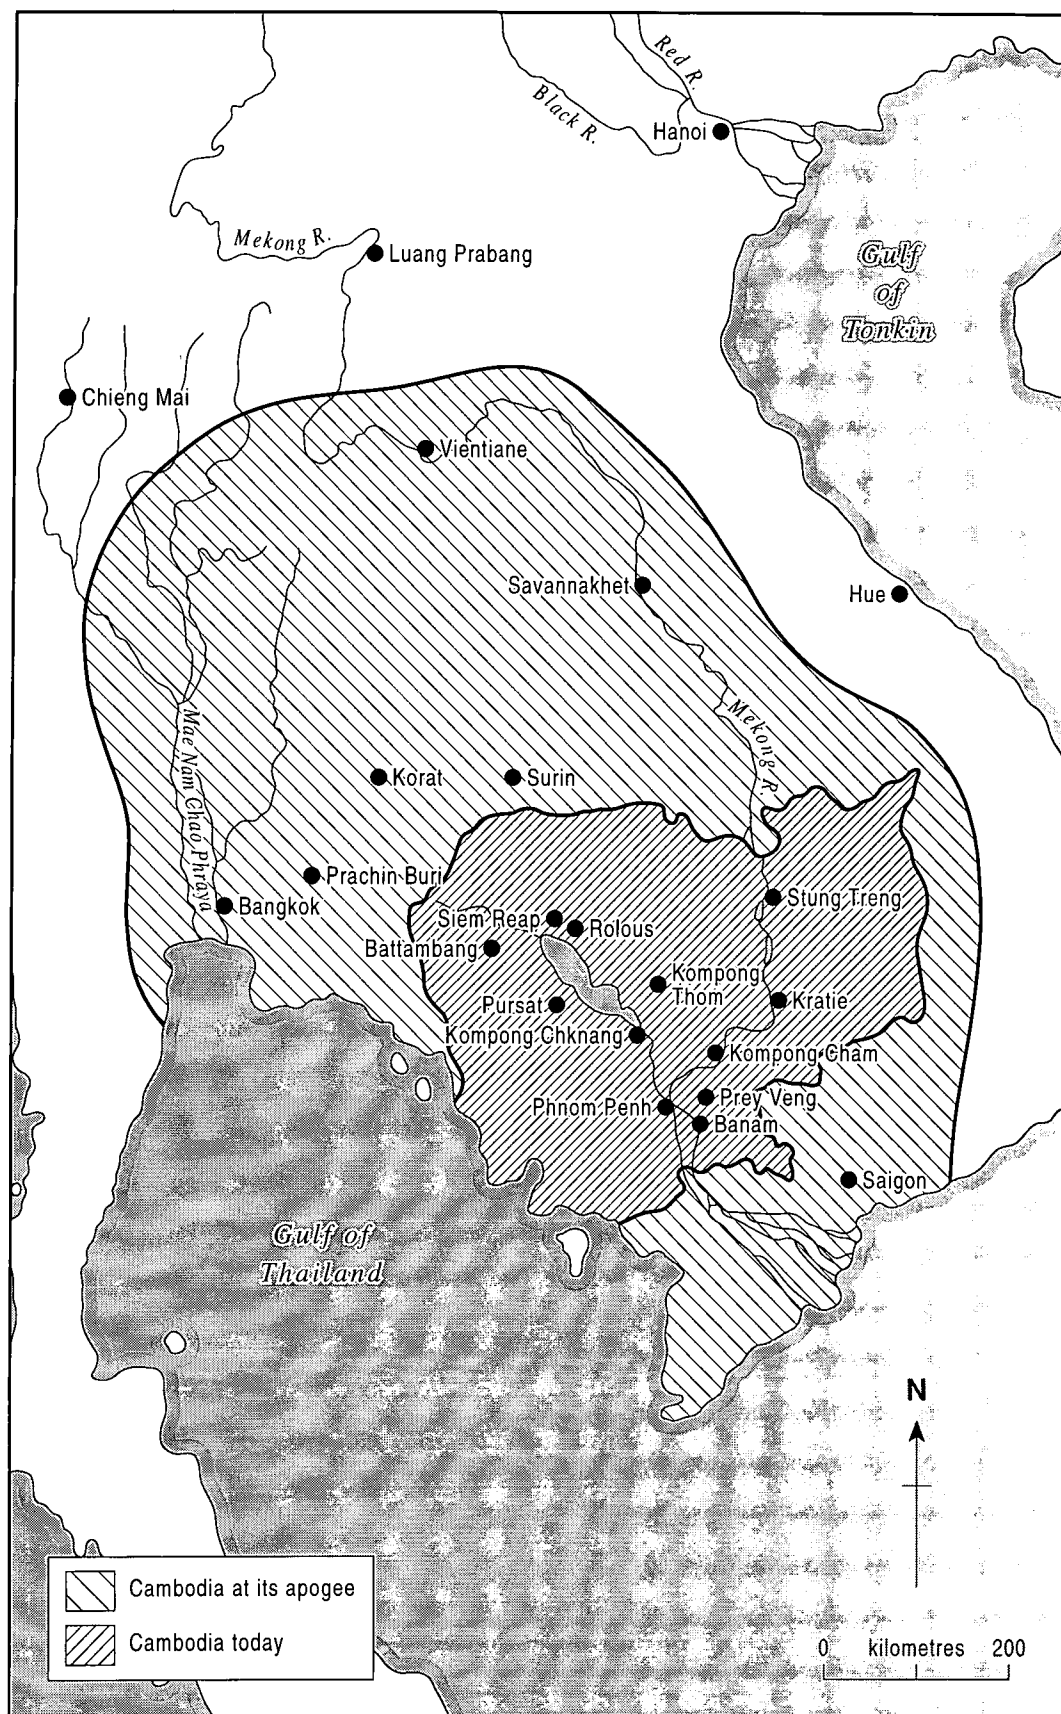 Red R.
Black R.
Hanoi
Mekong R.
Luang Prabang
Gulf
of
Tonkin
Chieng Mai
Vientiane
Savannakhet
Hue
Mekong R.
Mae Nam Chao Phraya
Korat
Surin
Prachin Buri
Bangkok
Stung Treng
Siem Reap
Rolous
Battambang
Kompong
Thom
Pursat
Kratie
Kompong Chknang
Kompong Cham
Prey Veng
Phnom Penh
Banam
Saigon
Gulf of
Thailand
N
Cambodia at its apogee
Cambodia today
0 kilometres 200